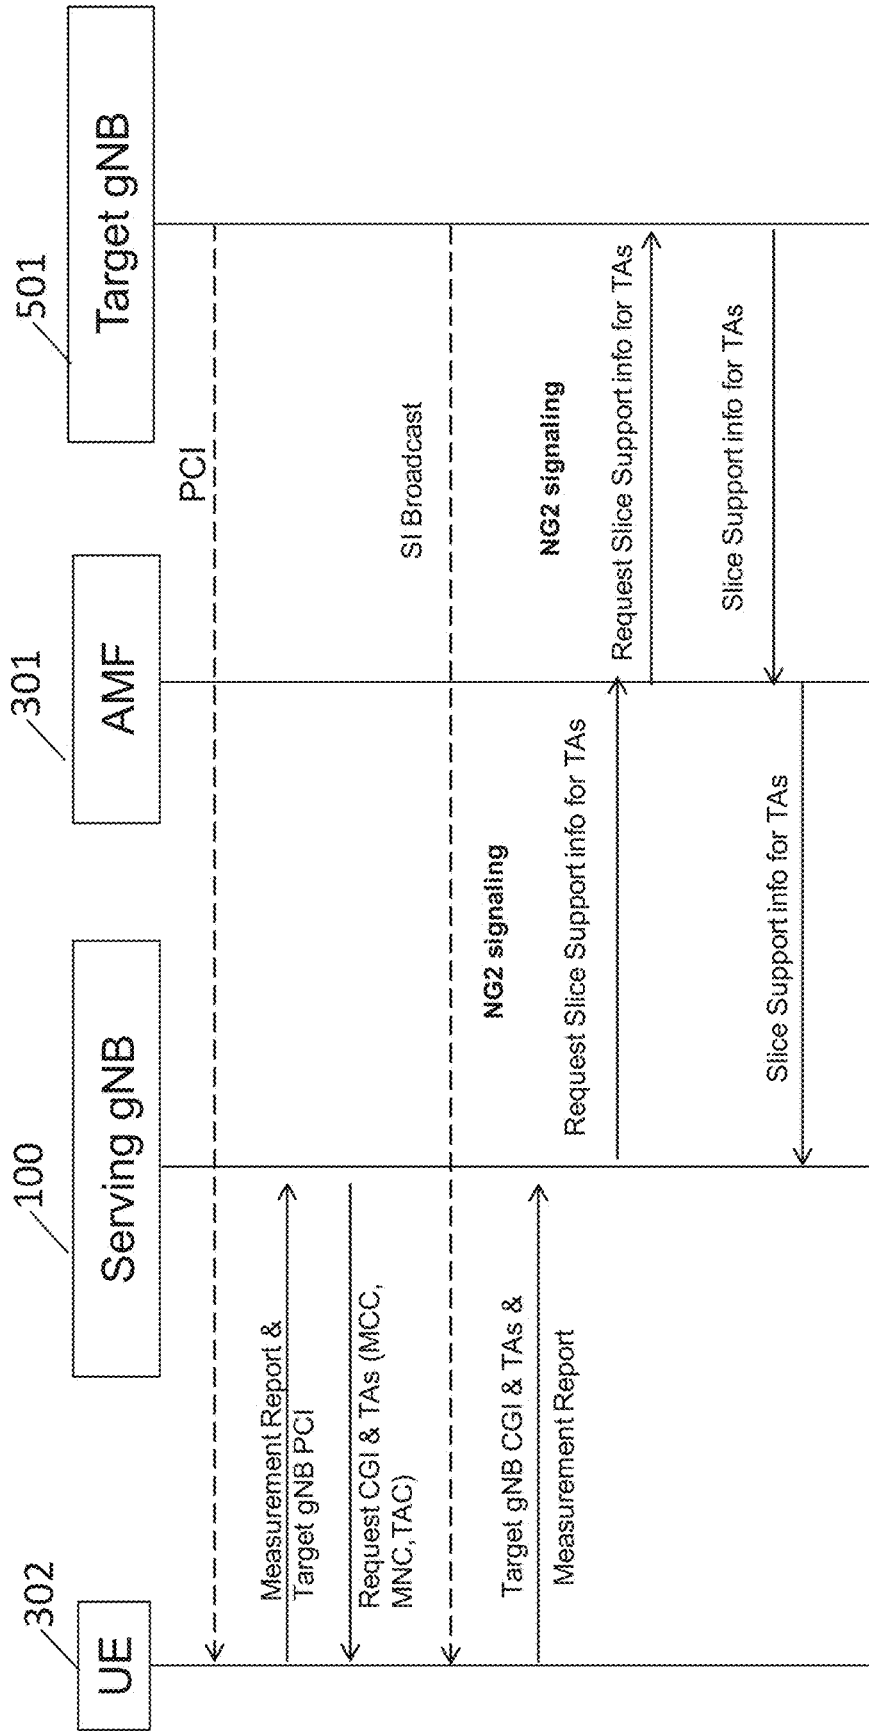 302
UE
100
Serving gNB
301
AMF
501
Target gNB
PCI
Measurement Report &
Target gNB PCI
Request CGI & TAs (MCC,
MNC,TAC)
SI Broadcast
Target gNB CGI & TAs &
Measurement Report
NG2 signaling
Request Slice Support info for TAs
NG2 signaling
Request Slice Support info for TAs
Slice Support info for TAs
Slice Support info for TAs